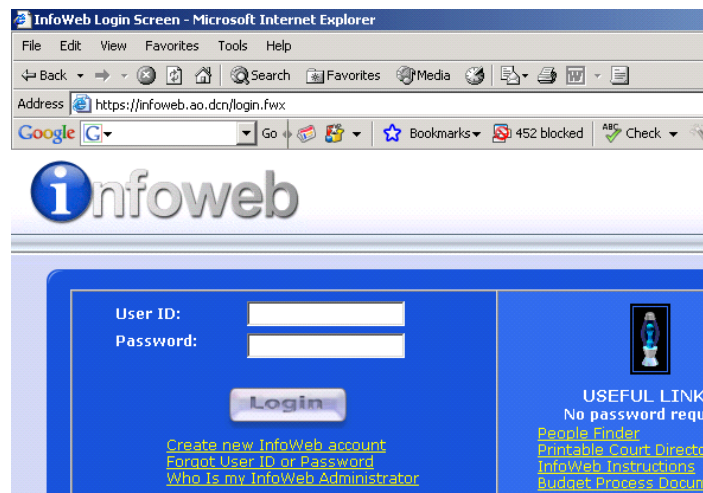 InfoWeb Login Screen - Microsoft Internet Explorer
File Edit View Favorites Tools Help
Back Search Favorites Media
Address https://infoweb.ao.dcn/login.fwx
Google G Go Bookmarks 452 blocked ABC Check
infoweb
User ID:
Password:
Login
Create new InfoWeb account
Forgot User ID or Password
Who Is my InfoWeb Administrator
USEFUL LINK
No password requ
People Finder
Printable Court Directo
InfoWeb Instructions
Budget Process Docum